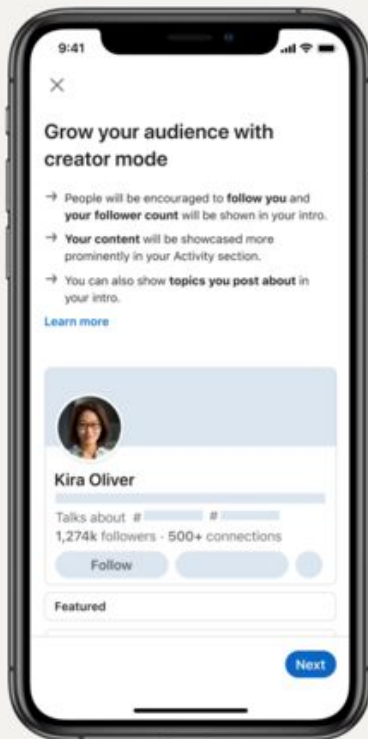 9:41
Grow your audience with
creator mode
→ People will be encouraged to follow you and
your follower count will be shown in your intro.
→ Your content will be showcased more
prominently in your Activity section.
→ You can also show topics you post about in
your intro.
Learn more
Kira Oliver
Talks about # #
1,274k followers · 500+ connections
Follow
Featured
Next